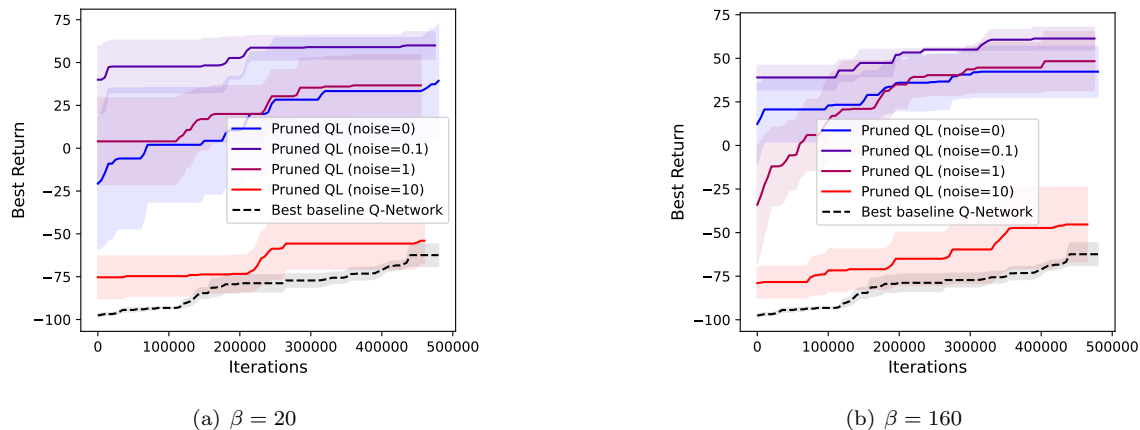 75
50
25
0
−25
−50
−75
−100
Best Return
0
100000
200000
300000
400000
500000
Iterations
Pruned QL (noise=0)
Pruned QL (noise=0.1)
Pruned QL (noise=1)
Pruned QL (noise=10)
Best baseline Q-Network
(a) β = 20
75
50
25
0
−25
−50
−75
−100
Best Return
0
100000
200000
300000
400000
500000
Iterations
Pruned QL (noise=0)
Pruned QL (noise=0.1)
Pruned QL (noise=1)
Pruned QL (noise=10)
Best baseline Q-Network
(b) β = 160